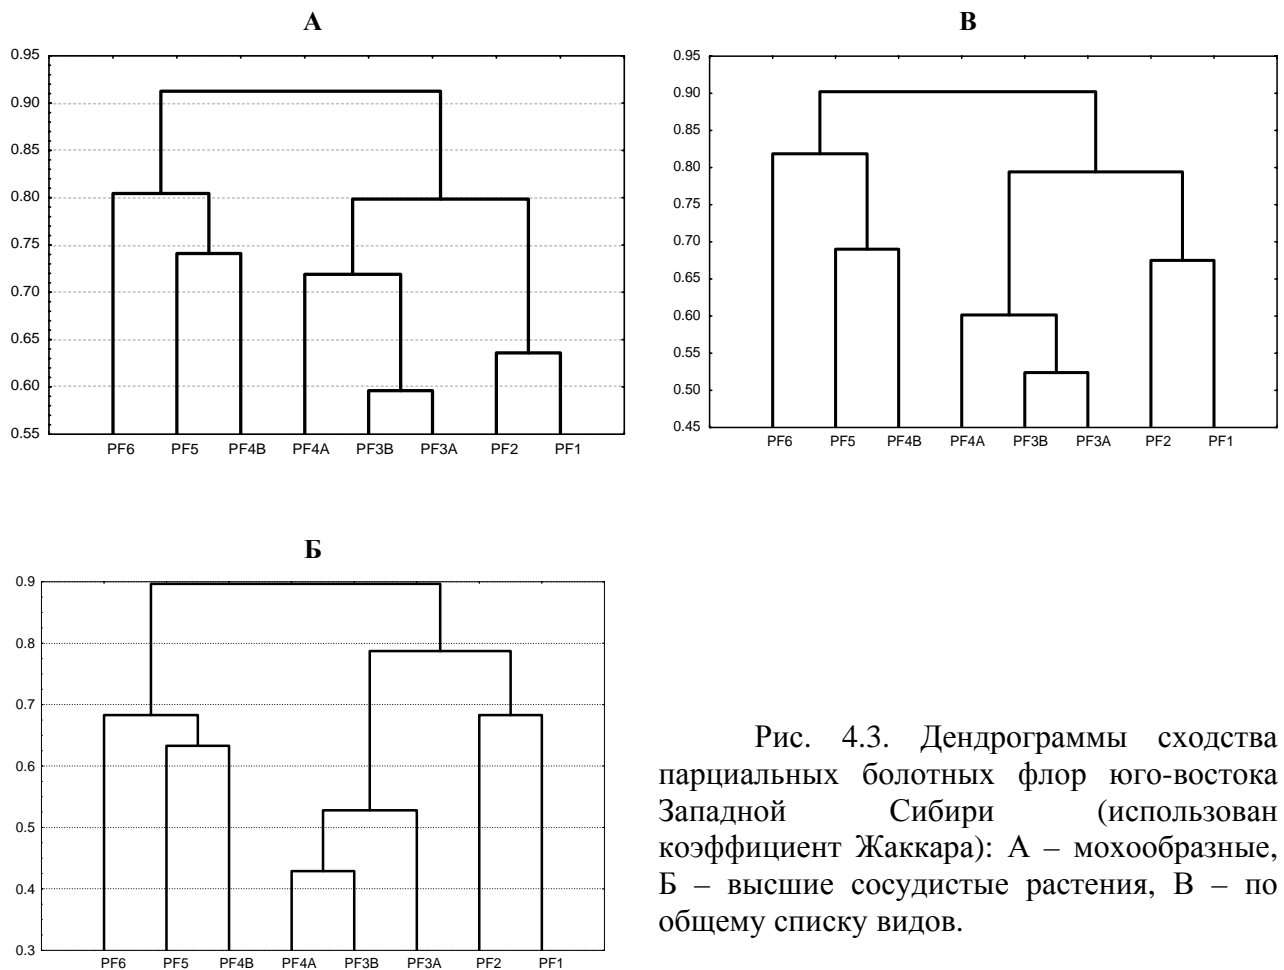 А
0.95
0.90
0.85
0.80
0.75
0.70
0.65
0.60
0.55
PF6 PF5 PF4B PF4A PF3B PF3A PF2 PF1
В
0.95
0.90
0.85
0.80
0.75
0.70
0.65
0.60
0.55
0.50
0.45
PF6 PF5 PF4B PF4A PF3B PF3A PF2 PF1
Б
0.9
0.8
0.7
0.6
0.5
0.4
0.3
PF6 PF5 PF4B PF4A PF3B PF3A PF2 PF1
Рис. 4.3. Дендрограммы сходства
парциальных болотных флор юго-востока
Западной Сибири (использован
коэффициент Жаккара): А – мохообразные,
Б – высшие сосудистые растения, В – по
общему списку видов.